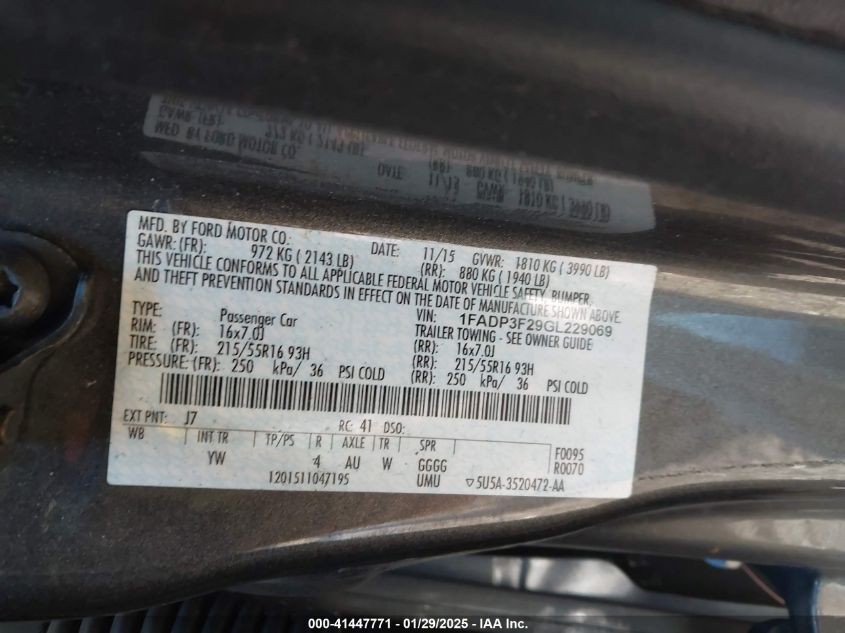 MFD. BY FORD MOTOR CO. DATE: 11/15 GVWR: 1810 KG ( 3990 LB)
GAWR: (FR): 972 KG ( 2143 LB) (RR): 880 KG ( 1940 LB)
THIS VEHICLE CONFORMS TO ALL APPLICABLE FEDERAL MOTOR VEHICLE SAFETY, BUMPER,
AND THEFT PREVENTION STANDARDS IN EFFECT ON THE DATE OF MANUFACTURE SHOWN ABOVE.
VIN: 1FADP3F29GL229069
TYPE: Passenger Car TRAILER TOWING - SEE OWNER GUIDE
RIM: (FR): 16x7.0J (RR): 16x7.0J
TIRE: (FR): 215/55R16 93H (RR): 215/55R16 93H
PRESSURE: (FR): 250 kPa/ 36 PSI COLD (RR): 250 kPa/ 36 PSI COLD
EXT PNT: J7 RC: 41 DSO:
WB INT TR TP/PS R AXLE TR SPR F0095
YW 4 AU W GGGG R0070
1201511047195 UMU ▽5U5A-3520472-AA
000-41447771 - 01/29/2025 - IAA Inc.